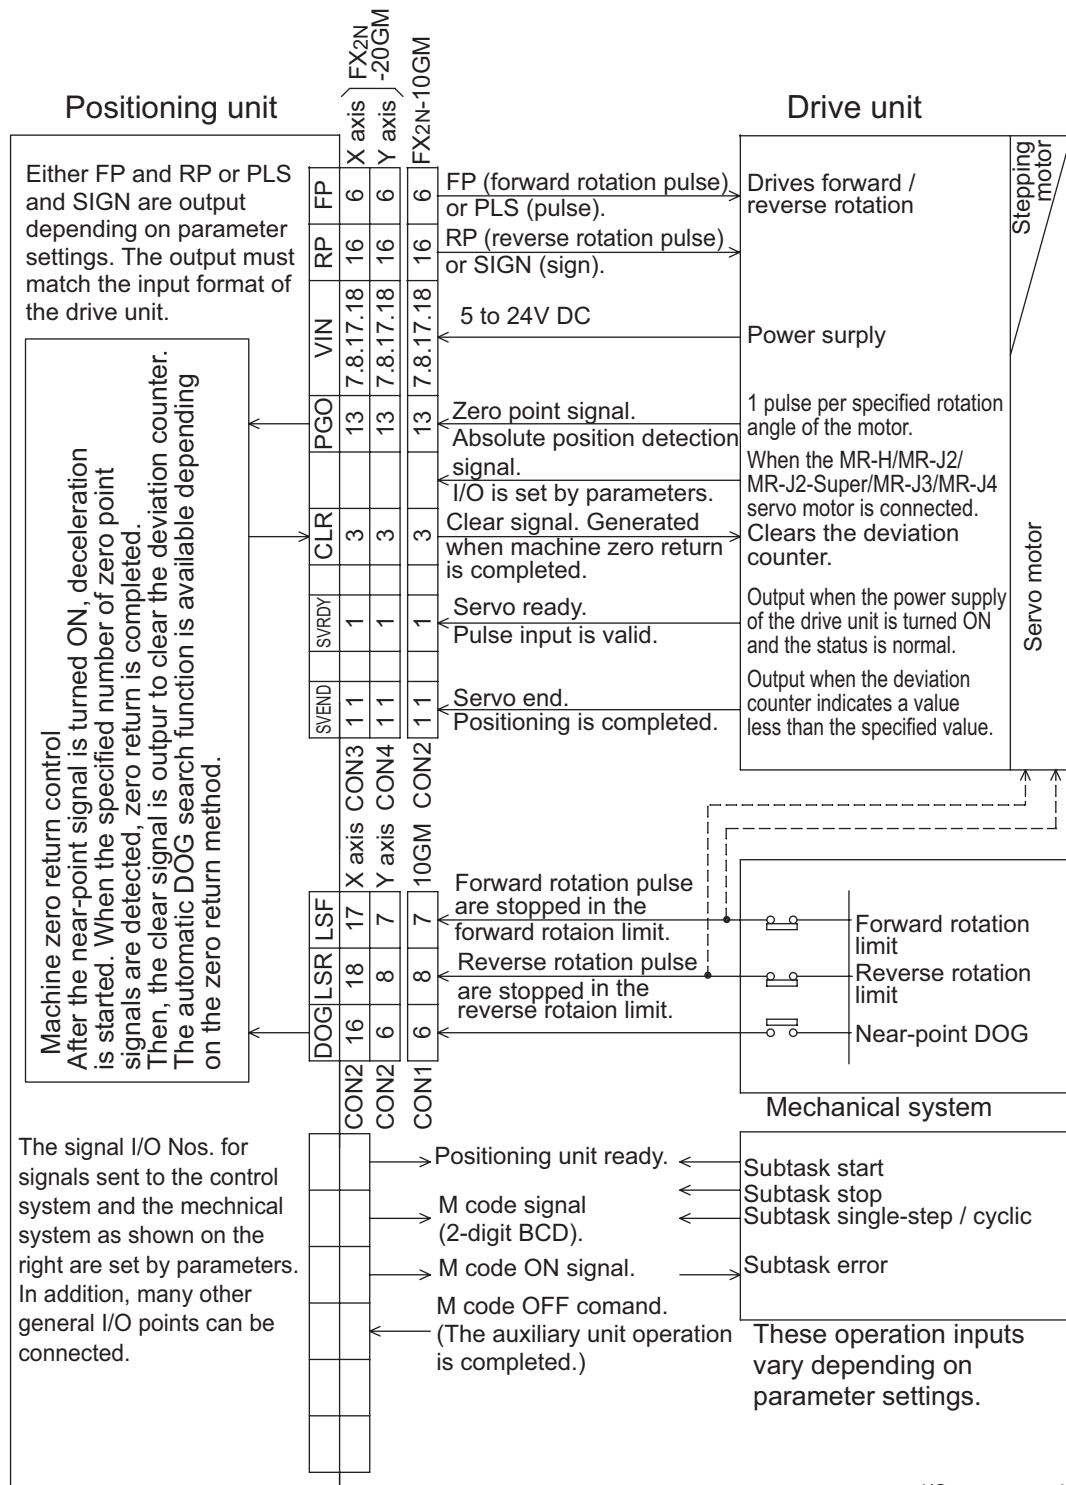 Positioning unit
FX2N
-20GM
X axis
Y axis
FX2N-10GM
Drive unit
Either FP and RP or PLS
and SIGN are output
depending on parameter
settings. The output must
match the input format of
the drive unit.
FP 6 6 6
FP (forward rotation pulse)
or PLS (pulse).
Drives forward /
reverse rotation
Stepping
motor
RP 16 16 16
RP (reverse rotation pulse)
or SIGN (sign).
VIN 7.8.17.18 7.8.17.18 7.8.17.18
5 to 24V DC
Power supply
PGO 13 13 13
Zero point signal.
1 pulse per specified rotation
angle of the motor.
Absolute position detection
signal.
I/O is set by parameters.
When the MR-H/MR-J2/
MR-J2-Super/MR-J3/MR-J4
servo motor is connected.
CLR 3 3 3
Clear signal. Generated
when machine zero return
is completed.
Clears the deviation
counter.
Servo motor
SVRDY 1 1 1
Servo ready.
Pulse input is valid.
Output when the power supply
of the drive unit is turned ON
and the status is normal.
SVEND 11 11 11
Servo end.
Positioning is completed.
Output when the deviation
counter indicates a value
less than the specified value.
Machine zero return control
After the near-point signal is turned ON, deceleration
is started. When the specified number of zero point
signals are detected, zero return is completed.
Then, the clear signal is output to clear the deviation counter.
The automatic DOG search function is available depending
on the zero return method.
X axis CON3
Y axis CON4
10GM CON2
LSF 17 7 7
Forward rotation pulse
are stopped in the
forward rotaion limit.
Forward rotation
limit
LSR 18 8 8
Reverse rotation pulse
are stopped in the
reverse rotaion limit.
Reverse rotation
limit
DOG 16 6 6
Near-point DOG
CON2
CON2
CON1
Mechanical system
The signal I/O Nos. for
signals sent to the control
system and the mechnical
system as shown on the
right are set by parameters.
In addition, many other
general I/O points can be
connected.
Positioning unit ready.
M code signal
(2-digit BCD).
M code ON signal.
M code OFF comand.
(The auxiliary unit operation
is completed.)
Subtask start
Subtask stop
Subtask single-step / cyclic
Subtask error
These operation inputs
vary depending on
parameter settings.